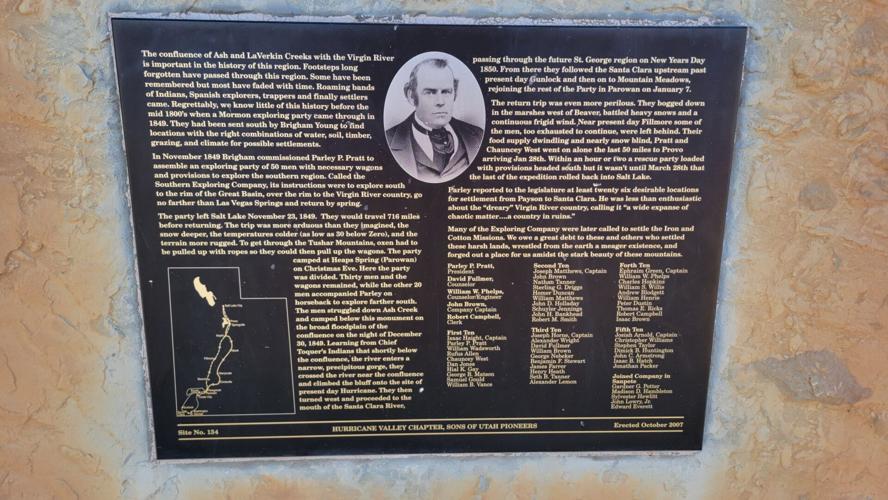 The confluence of Ash and LaVerkin Creeks with the Virgin River
is important in the history of this region. Footsteps long
forgotten have passed through this region. Some have been
remembered but most have faded with time. Roaming bands
of Indians, Spanish explorers, trappers and finally settlers
came. Regrettably, we know little of this history before the
mid 1800's when a Mormon exploring party came through in
1849. They had been sent south by Brigham Young to find
locations with the right combinations of water, soil, timber,
grazing, and climate for possible settlements.
In November 1849 Brigham commissioned Parley P. Pratt to
assemble an exploring party of 50 men with necessary wagons
and provisions to explore the southern region. Called the
Southern Exploring Company, its instructions were to explore south
to the rim of the Great Basin, over the rim to the Virgin River country, go
no farther than Las Vegas Springs and return by spring.
The party left Salt Lake November 23, 1849. They would travel 716 miles
before returning. The trip was more arduous than they imagined, the
snow deeper, the temperatures colder (as low as 30 below Zero), and the
terrain more rugged. To get through the Tushar Mountains, oxen had to
be pulled up with ropes so they could then pull up the wagons. The party
camped at Heaps Spring (Parowan)
on Christmas Eve. Here the party
was divided. Thirty men and the
wagons remained, while the other 20
men accompanied Parley on
horseback to explore farther south.
The men struggled down Ash Creek
and camped below this monument on
the broad floodplain of the
confluence on the night of December
30, 1849. Learning from Chief
Toquer's Indians that shortly below
the confluence, the river enters a
narrow, precipitous gorge, they
crossed the river near the confluence
and climbed the bluff onto the site of
present day Hurricane. They then
turned west and proceeded to the
mouth of the Santa Clara River,
passing through the future St. George region on New Years Day
1850. From there they followed the Santa Clara upstream past
present day Gunlock and then on to Mountain Meadows,
rejoining the rest of the Party in Parowan on January 7.
The return trip was even more perilous. They bogged down
in the marshes west of Beaver, battled heavy snows and a
continuous frigid wind. Near present day Fillmore some of
the men, too exhausted to continue, were left behind. Their
food supply dwindling and nearly snow blind, Pratt and
Chauncey West went on alone the last 50 miles to Provo
arriving Jan 28th. Within an hour or two a rescue party loaded
with provisions headed south but it wasn't until March 28th that
the last of the expedition rolled back into Salt Lake.
Parley reported to the legislature at least twenty six desirable locations
for settlement from Payson to Santa Clara. He was less than enthusiastic
about the "dreary" Virgin River country, calling it "a wide expanse of
chaotic matter....a country in ruins."
Many of the Exploring Company were later called to settle the Iron and
Cotton Missions. We owe a great debt to these and others who settled
these harsh lands, wrestled from the earth a meager existence, and
forged out a place for us amidst the stark beauty of these mountains.
Parley P. Pratt,
President
David Fullmer,
Counselor
William W. Phelps,
Counselor/Engineer
John Brown,
Company Captain
Robert Campbell,
Clerk
First Ten
Isaac Haight, Captain
Parley P. Pratt
William Wadsworth
Rufus Allen
Chauncey West
Dan Jones
Hial K. Gay
George B. Matson
Samuel Gould
William B. Vance
Second Ten
Joseph Matthews, Captain
John Brown
Nathan Tanner
Sterling G. Driggs
Homer Duncan
William Matthews
John D. Holladay
Schuyler Jennings
John H. Bankhead
Robert M. Smith
Third Ten
Joseph Horne, Captain
Alexander Wright
David Fullmer
William Brown
George Nebeker
Benjamin F. Stewart
James Farrer
Henry Heath
Seth B. Tanner
Alexander Lemon
Forth Ten
Ephraim Green, Captain
William W. Phelps
Charles Hopkins
William S. Willis
Andrew Blodgett
William Henrie
Peter Dustin
Thomas E. Ricks
Robert Campbell
Isaac Brown
Fifth Ten
Josiah Arnold, Captain
Christopher Williams
Stephen Taylor
Dimick B. Huntington
John C. Armstrong
Isaac B. Hatch
Jonathan Packer
Joined Company in
Sanpete
Gardner G. Potter
Madison D. Hambleton
Sylvester Hewlitt
John Lowry, Jr.
Edward Everett
Site No. 134
HURRICANE VALLEY CHAPTER, SONS OF UTAH PIONEERS
Erected October 2007